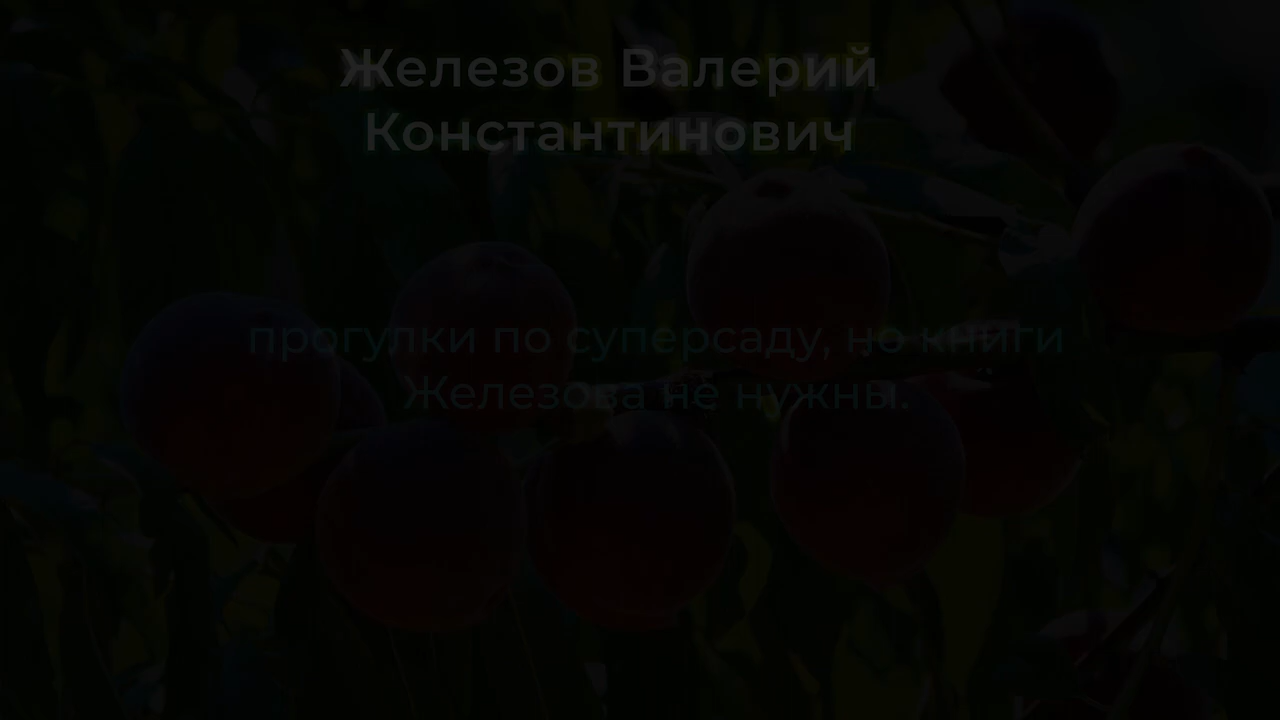 Железов Валерий
Константинович
прогулки по суперсаду, но книги
Железова не нужны.